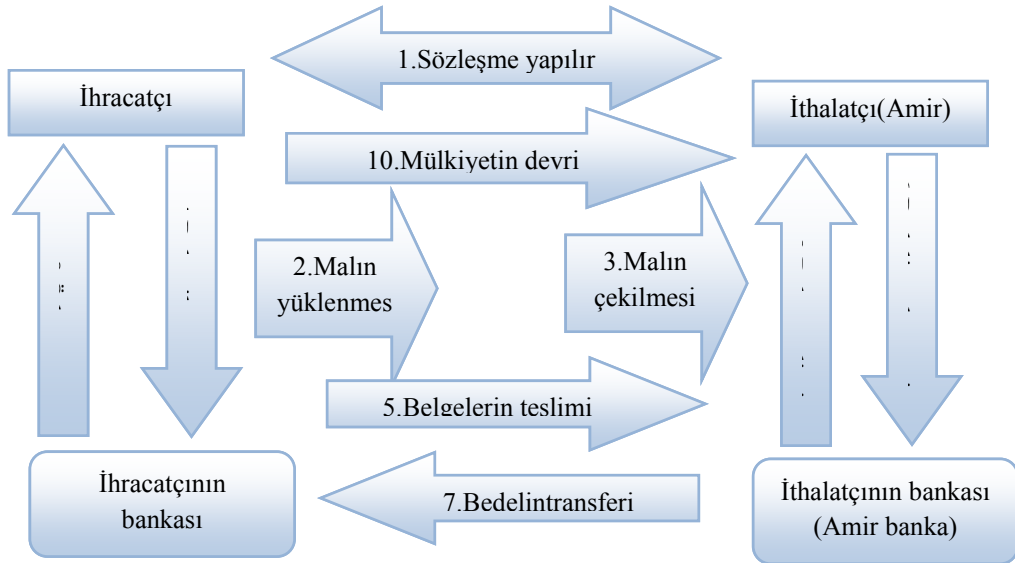 1.Sözleşme yapılır
İhracatçı
İthalatçı(Amir)
10.Mülkiyetin devri
2.Malın
yüklenmes
3.Malın
çekilmesi
5.Belgelerin teslimi
İhracatçının
bankası
7.Bedelintransferi
İthalatçının bankası
(Amir banka)